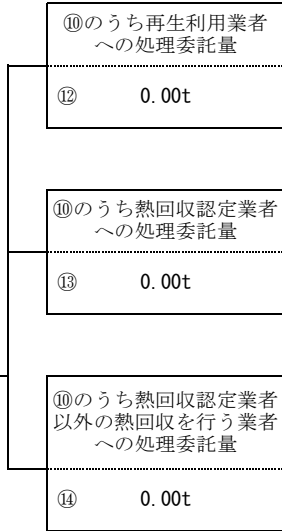 ⑩のうち再生利用業者
への処理委託量
⑫ 0.00t
⑩のうち熱回収認定業者
への処理委託量
⑬ 0.00t
⑩のうち熱回収認定業者
以外の熱回収を行う業者
への処理委託量
⑭ 0.00t